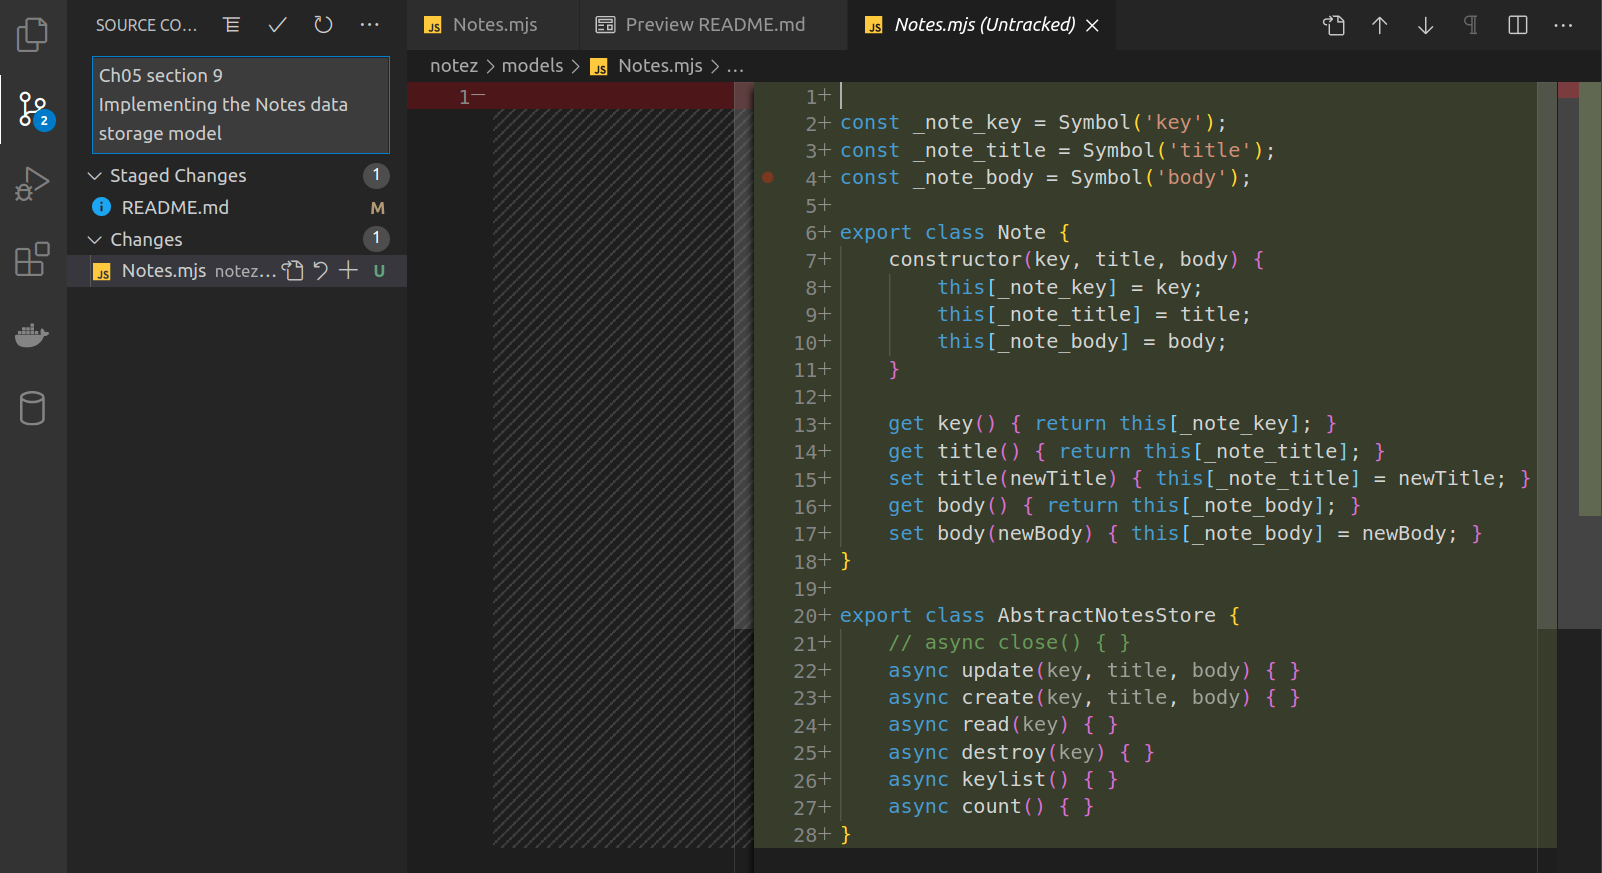 SOURCE CO...
Ch05 section 9
Implementing the Notes data
storage model
Staged Changes 1
README.md M
Changes 1
JS Notes.mjs notez... U
2
JS Notes.mjs
Preview README.md
JS Notes.mjs (Untracked)
notez > models > JS Notes.mjs > ...
1—
1+
2+ const _note_key = Symbol('key');
3+ const _note_title = Symbol('title');
4+ const _note_body = Symbol('body');
5+
6+ export class Note {
7+     constructor(key, title, body) {
8+         this[_note_key] = key;
9+         this[_note_title] = title;
10+         this[_note_body] = body;
11+     }
12+
13+     get key() { return this[_note_key]; }
14+     get title() { return this[_note_title]; }
15+     set title(newTitle) { this[_note_title] = newTitle; }
16+     get body() { return this[_note_body]; }
17+     set body(newBody) { this[_note_body] = newBody; }
18+ }
19+
20+ export class AbstractNotesStore {
21+     // async close() { }
22+     async update(key, title, body) { }
23+     async create(key, title, body) { }
24+     async read(key) { }
25+     async destroy(key) { }
26+     async keylist() { }
27+     async count() { }
28+ }